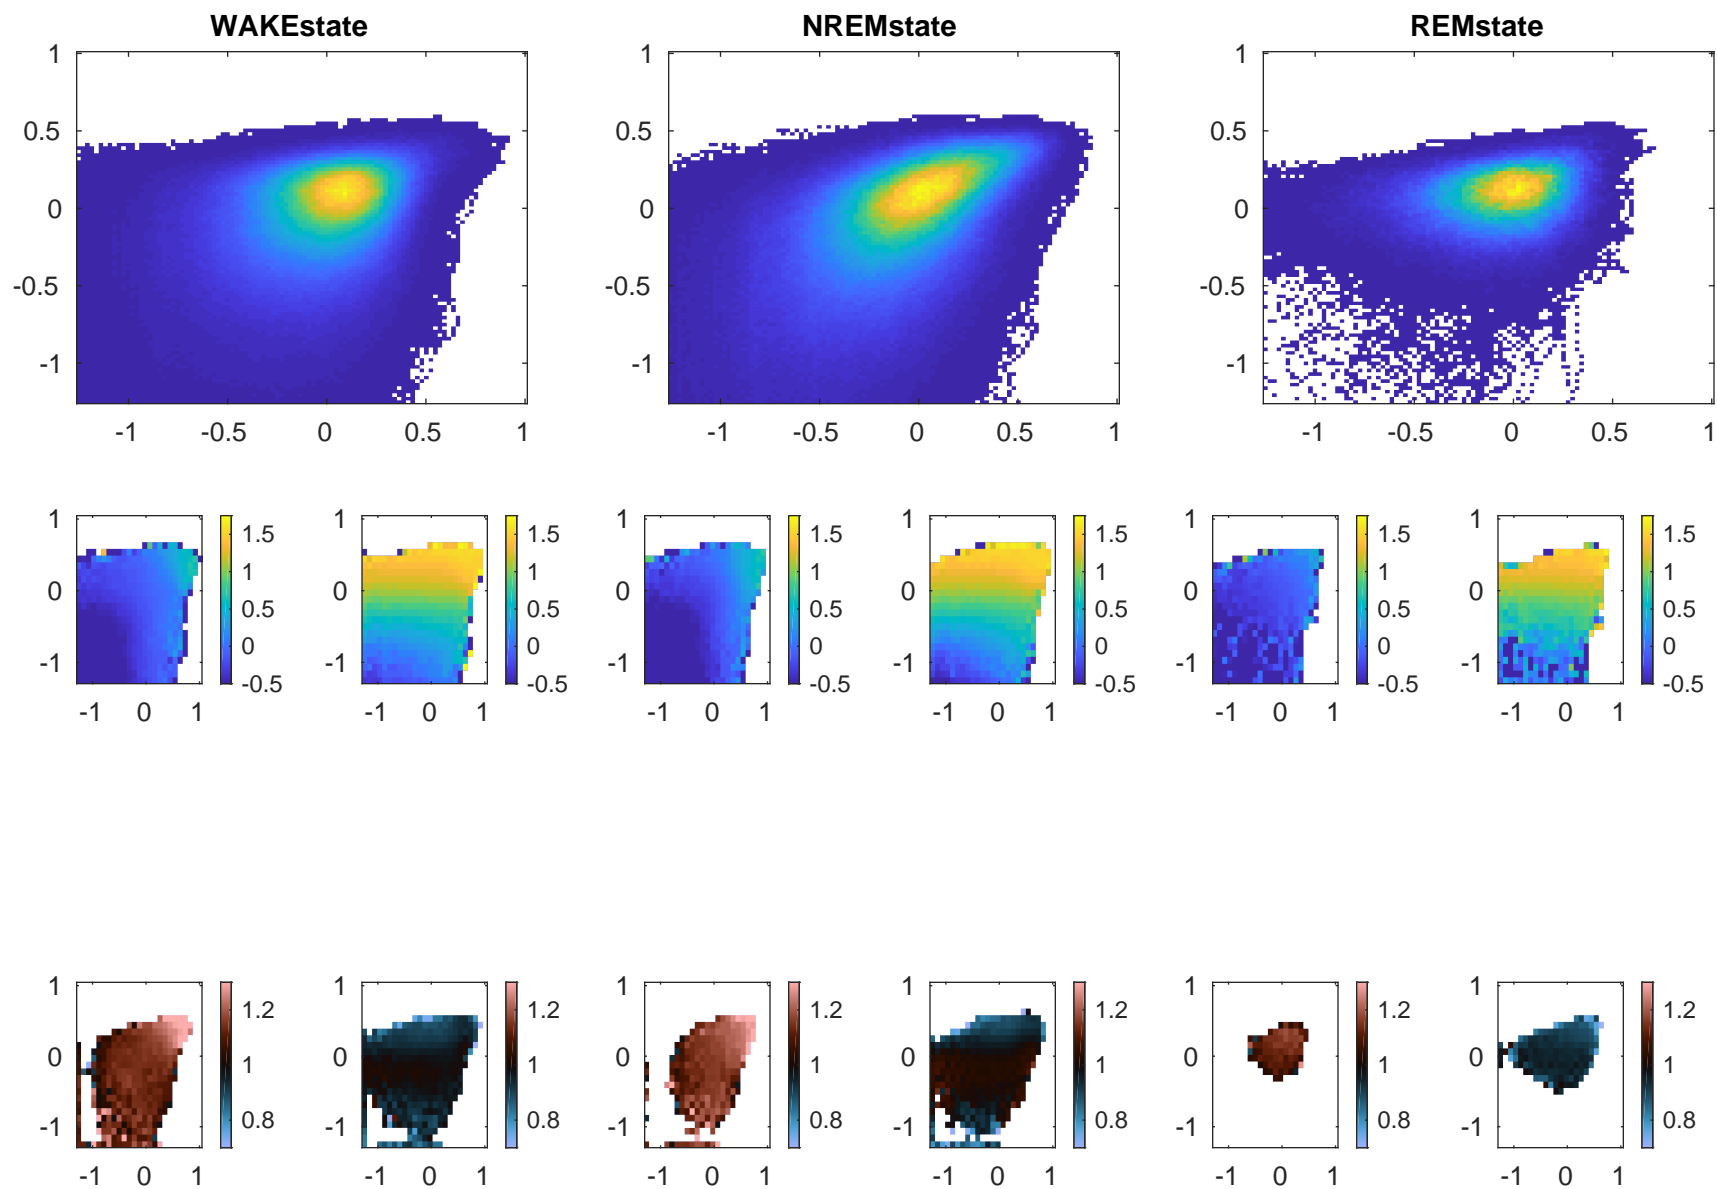 WAKEstate NREMstate REMstate
1 1 1
0.5 0.5 0.5
0 0 0
-0.5 -0.5 -0.5
-1 -1 -1
-1 -0.5 0 0.5 1 -1 -0.5 0 0.5 1 -1 -0.5 0 0.5 1
1 1.5 1 1.5 1 1.5 1 1.5 1 1.5 1 1.5
1 1 1 1 1 1
0 0.5 0 0.5 0 0.5 0 0.5 0 0.5 0 0.5
0 0 0 0 0 0
-1 -0.5 -1 -0.5 -1 -0.5 -1 -0.5 -1 -0.5 -1 -0.5
-1 0 1 -1 0 1 -1 0 1 -1 0 1 -1 0 1 -1 0 1
1 1.2 1 1.2 1 1.2 1 1.2 1 1.2 1 1.2
0 1 0 1 0 1 0 1 0 1 0 1
-1 0.8 -1 0.8 -1 0.8 -1 0.8 -1 0.8 -1 0.8
-1 0 1 -1 0 1 -1 0 1 -1 0 1 -1 0 1 -1 0 1